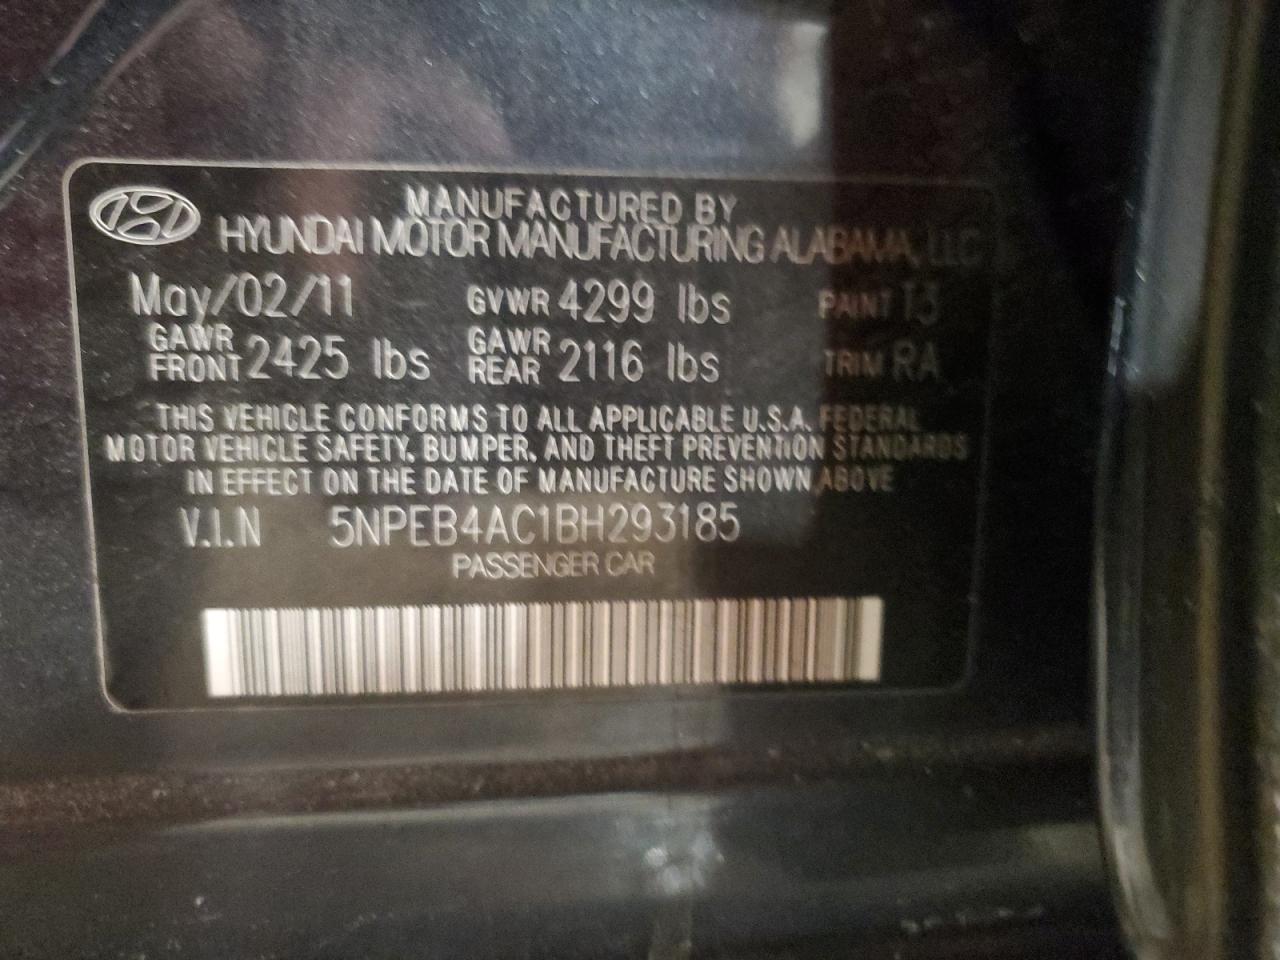 MANUFACTURED BY
HYUNDAI MOTOR MANUFACTURING ALABAMA, LLC
May/02/11 GVWR 4299 lbs PAINT T3
GAWR FRONT 2425 lbs GAWR REAR 2116 lbs TRIM RA
THIS VEHICLE CONFORMS TO ALL APPLICABLE U.S.A. FEDERAL
MOTOR VEHICLE SAFETY, BUMPER, AND THEFT PREVENTION STANDARDS
IN EFFECT ON THE DATE OF MANUFACTURE SHOWN ABOVE
V.I.N 5NPEB4AC1BH293185
PASSENGER CAR